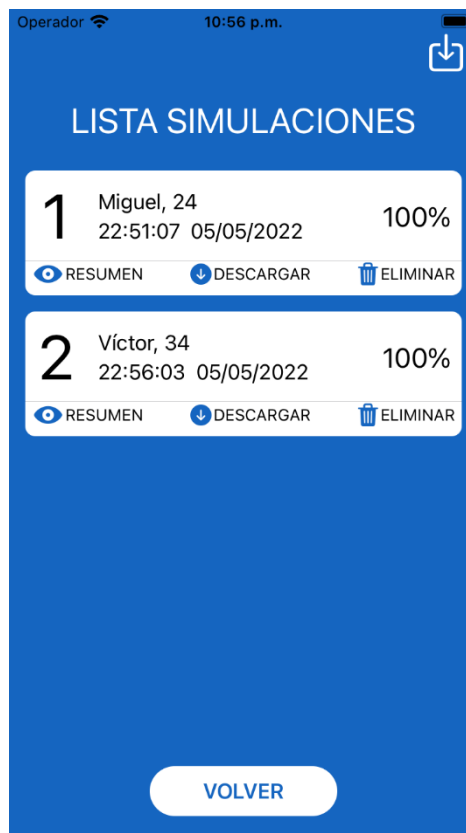 Operador 10:56 p.m.
LISTA SIMULACIONES
1 Miguel, 24 100%
22:51:07 05/05/2022
RESUMEN DESCARGAR ELIMINAR
2 Víctor, 34 100%
22:56:03 05/05/2022
RESUMEN DESCARGAR ELIMINAR
VOLVER